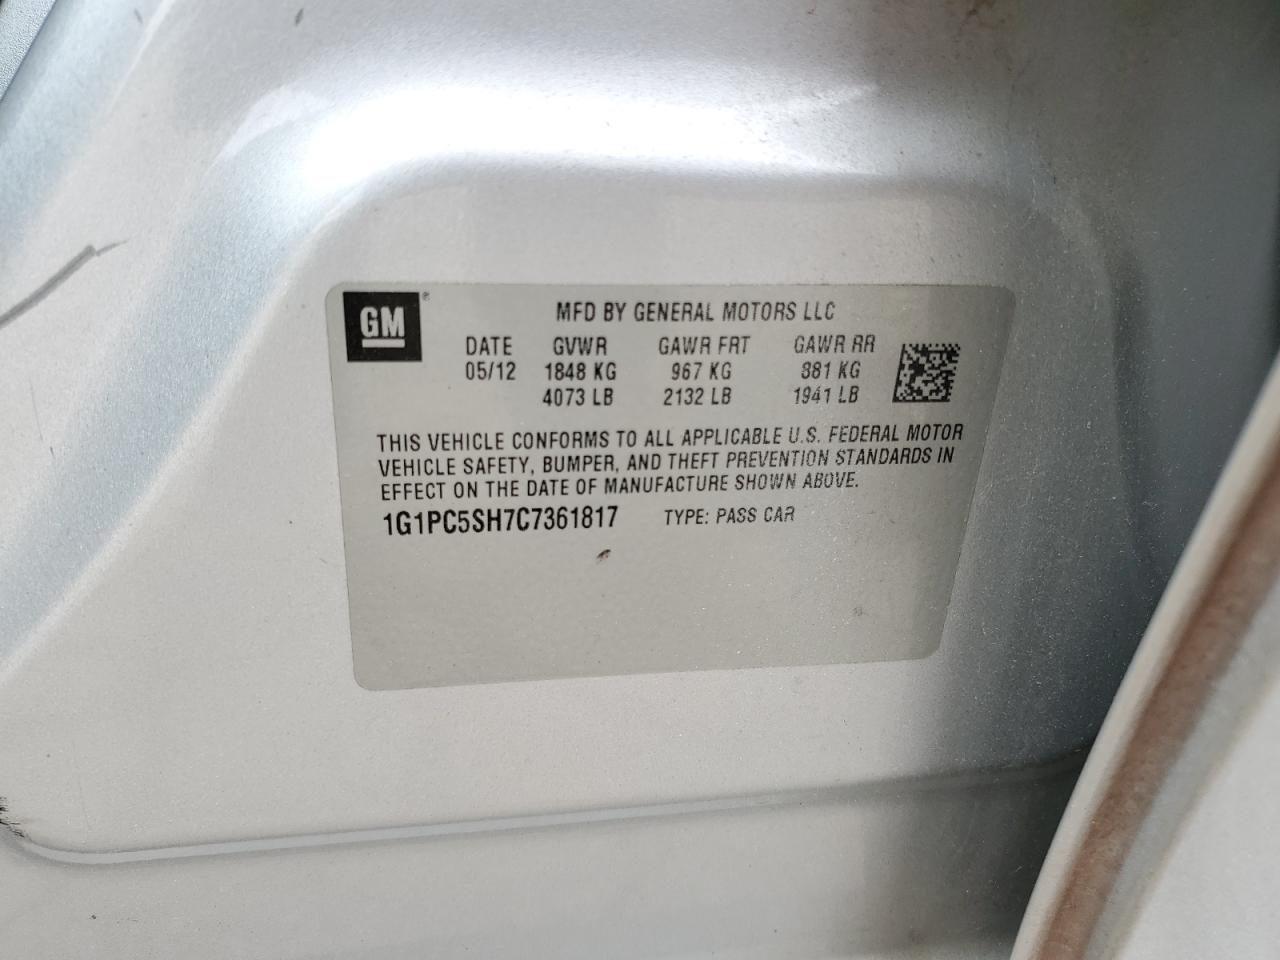 GM®
MFD BY GENERAL MOTORS LLC
DATE GVWR GAWR FRT GAWR RR
05/12 1848 KG 967 KG 881 KG
4073 LB 2132 LB 1941 LB
THIS VEHICLE CONFORMS TO ALL APPLICABLE U.S. FEDERAL MOTOR
VEHICLE SAFETY, BUMPER, AND THEFT PREVENTION STANDARDS IN
EFFECT ON THE DATE OF MANUFACTURE SHOWN ABOVE.
1G1PC5SH7C7361817 TYPE: PASS CAR